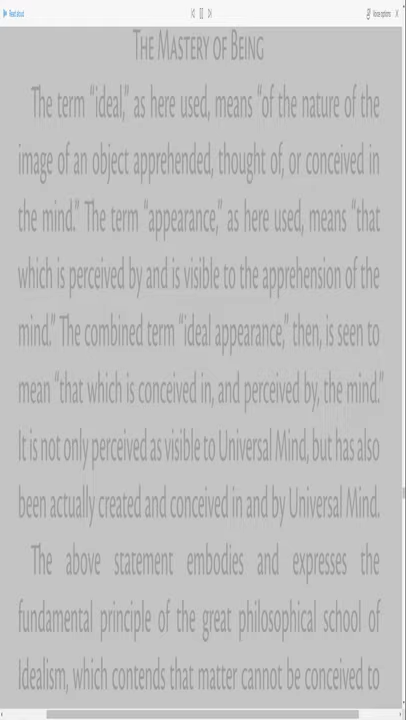 Read aloud
Voice options
THE MASTERY OF BEING
The term “ideal,” as here used, means “of the nature of the
image of an object apprehended, thought of, or conceived in
the mind.” The term “appearance,” as here used, means “that
which is perceived by and is visible to the apprehension of the
mind.” The combined term “ideal appearance,” then, is seen to
mean “that which is conceived in, and perceived by, the mind.”
It is not only perceived as visible to Universal Mind, but has also
been actually created and conceived in and by Universal Mind.
The above statement embodies and expresses the
fundamental principle of the great philosophical school of
Idealism, which contends that matter cannot be conceived to